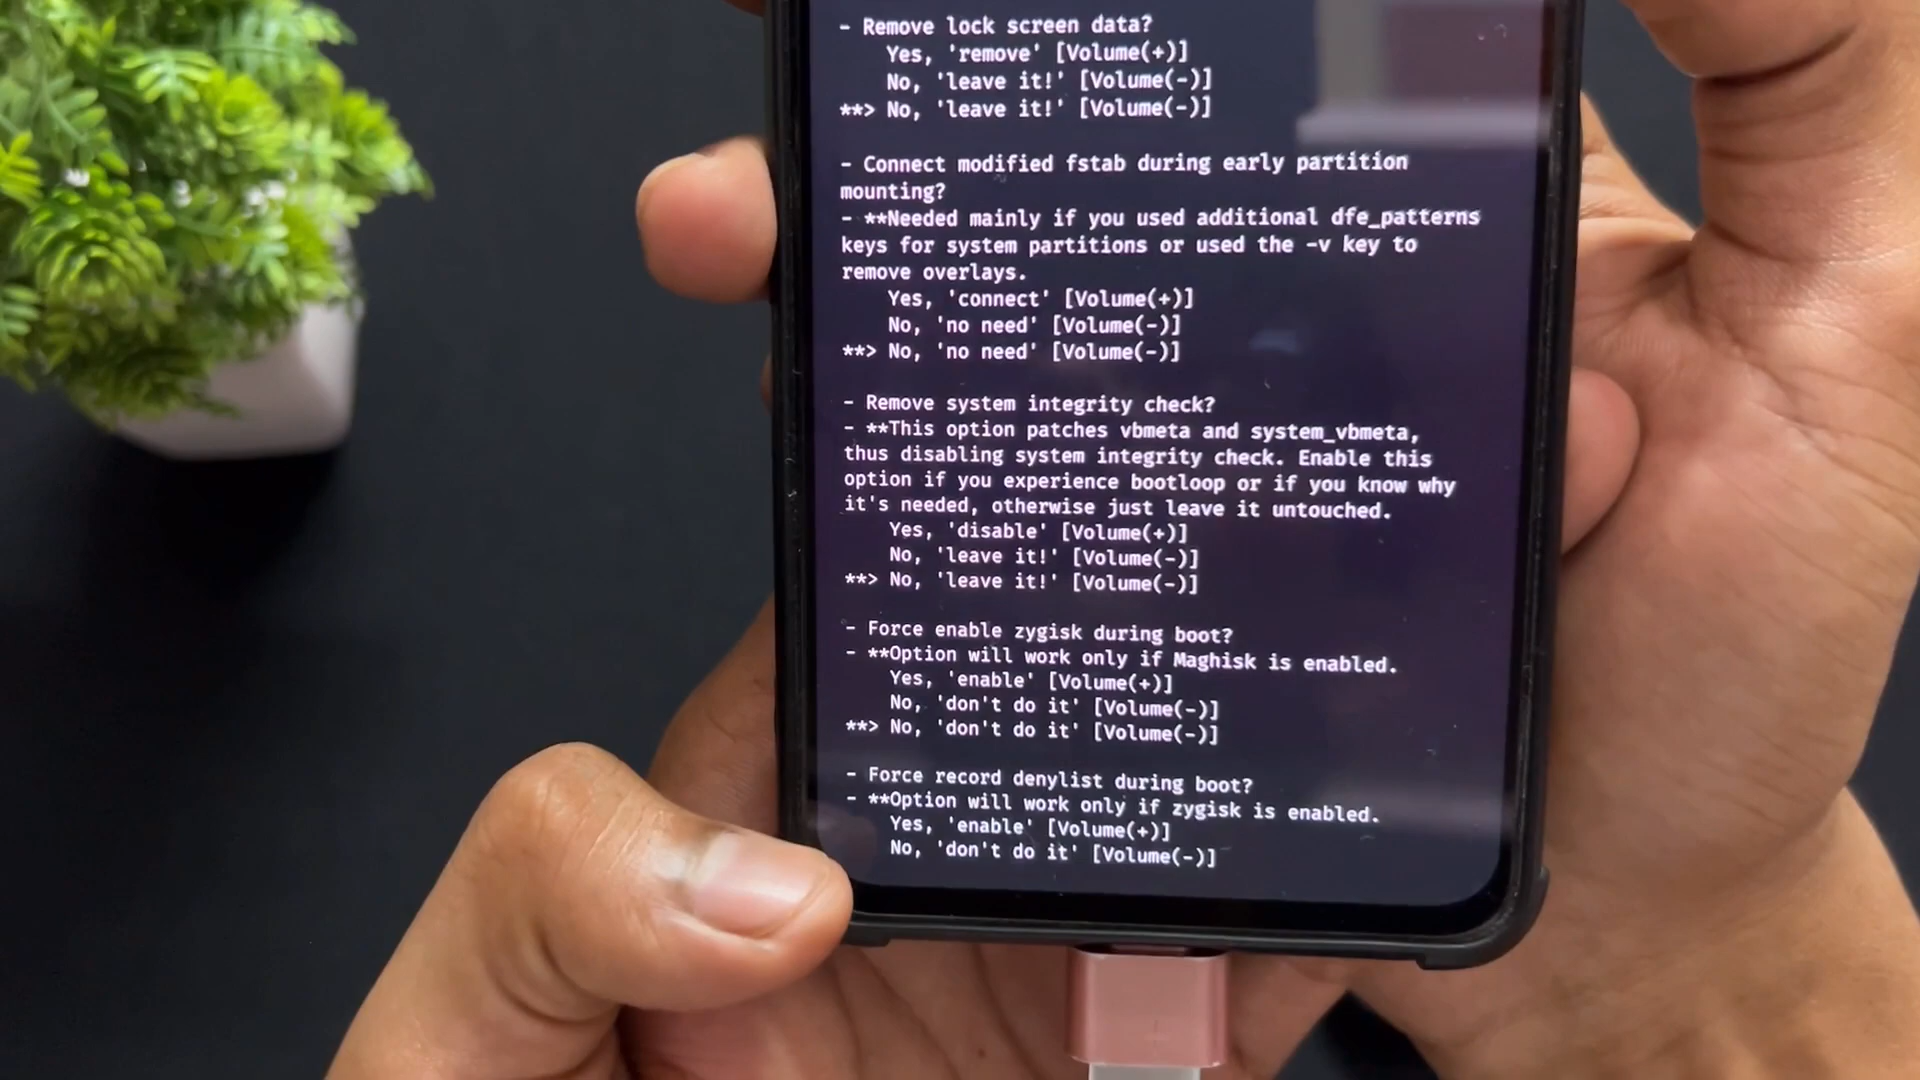 - Remove lock screen data?
Yes, 'remove' [Volume(+)]
No, 'leave it!' [Volume(-)]
**> No, 'leave it!' [Volume(-)]
- Connect modified fstab during early partition
mounting?
- **Needed mainly if you used additional dfe_patterns
keys for system partitions or used the -v key to
remove overlays.
Yes, 'connect' [Volume(+)]
No, 'no need' [Volume(-)]
**> No, 'no need' [Volume(-)]
- Remove system integrity check?
- **This option patches vbmeta and system_vbmeta,
thus disabling system integrity check. Enable this
option if you experience bootloop or if you know why
it's needed, otherwise just leave it untouched.
Yes, 'disable' [Volume(+)]
No, 'leave it!' [Volume(-)]
**> No, 'leave it!' [Volume(-)]
- Force enable zygisk during boot?
- **Option will work only if Maghisk is enabled.
Yes, 'enable' [Volume(+)]
No, 'don't do it' [Volume(-)]
**> No, 'don't do it' [Volume(-)]
- Force record denylist during boot?
- **Option will work only if zygisk is enabled.
Yes, 'enable' [Volume(+)]
No, 'don't do it' [Volume(-)]